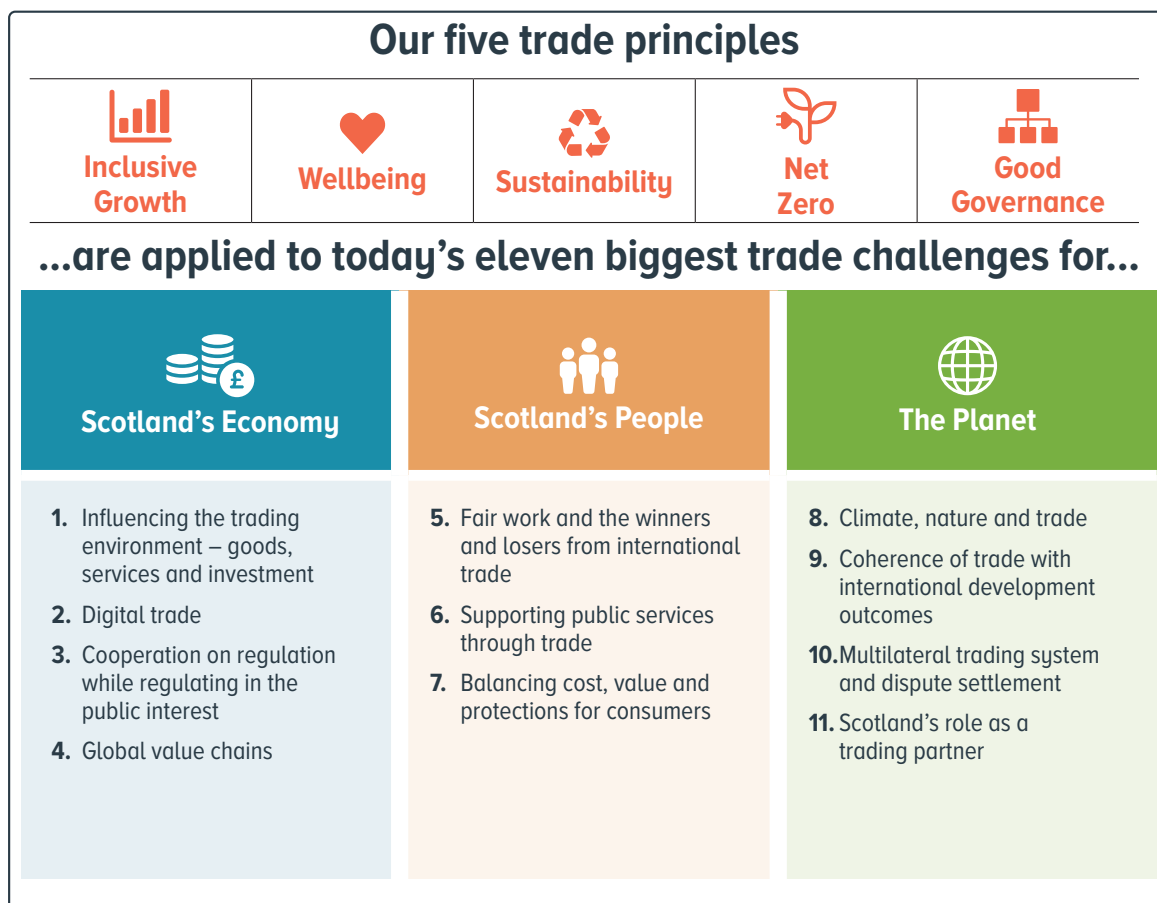 Our five trade principles
Inclusive
Growth
Wellbeing
Sustainability
Net
Zero
Good
Governance
...are applied to today's eleven biggest trade challenges for...
£
Scotland's Economy
1. Influencing the trading
environment – goods,
services and investment
2. Digital trade
3. Cooperation on regulation
while regulating in the
public interest
4. Global value chains
Scotland's People
5. Fair work and the winners
and losers from international
trade
6. Supporting public services
through trade
7. Balancing cost, value and
protections for consumers
The Planet
8. Climate, nature and trade
9. Coherence of trade with
international development
outcomes
10. Multilateral trading system
and dispute settlement
11. Scotland's role as a
trading partner